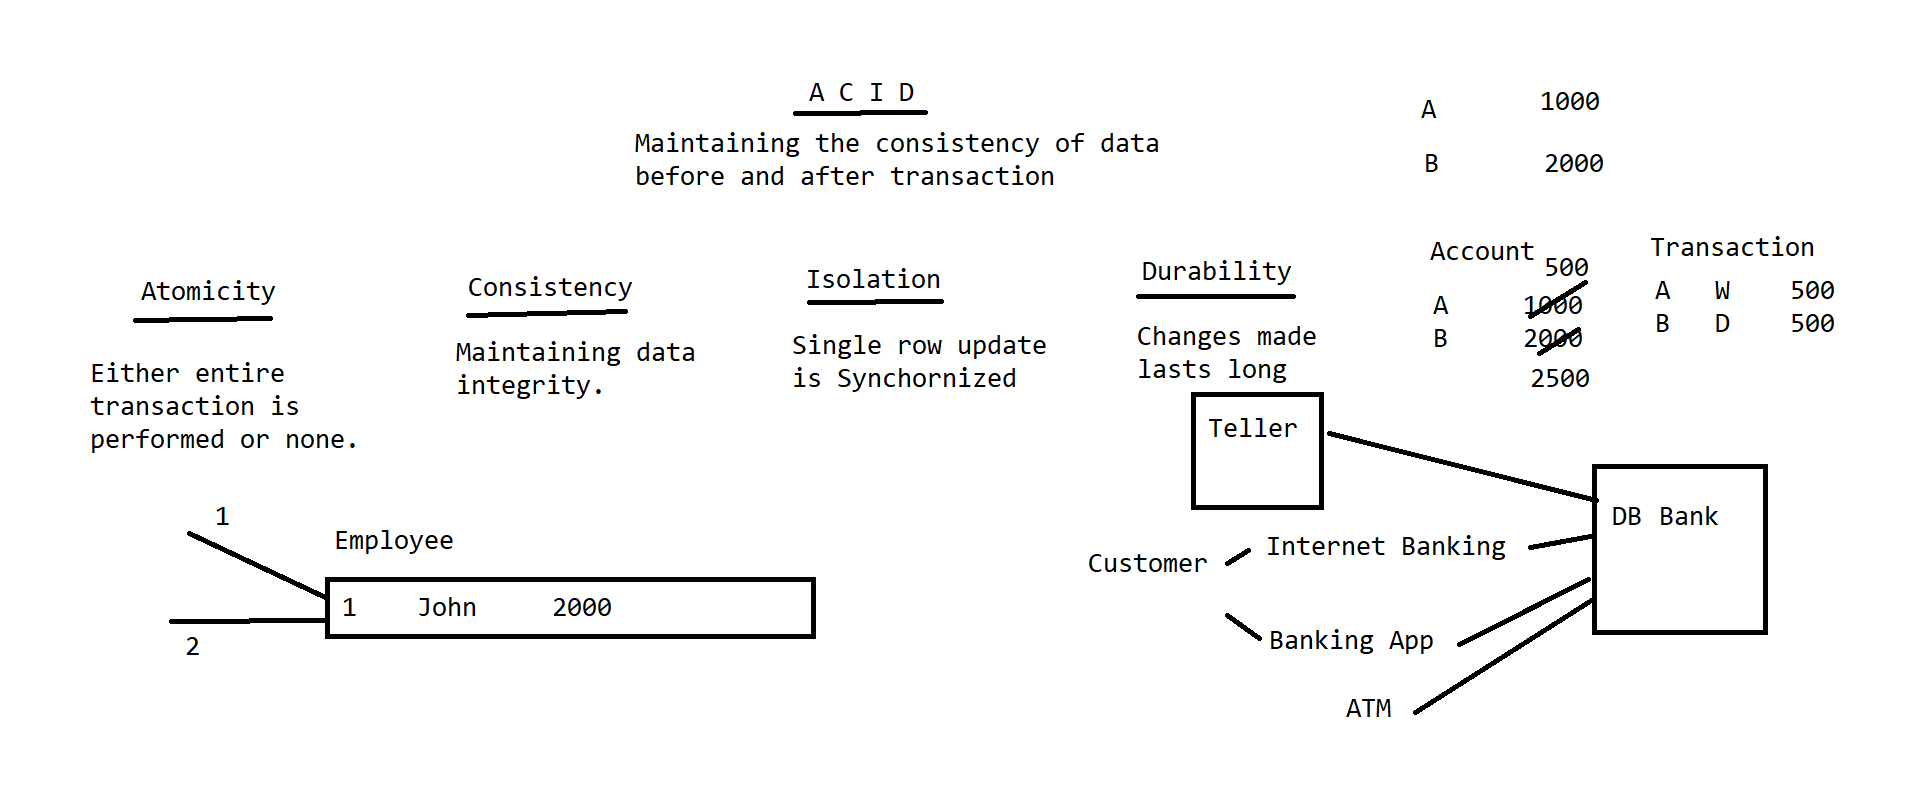 A C I D
Maintaining the consistency of data
before and after transaction
A 1000
B 2000
Atomicity
Either entire
transaction is
performed or none.
Consistency
Maintaining data
integrity.
Isolation
Single row update
is Synchornized
Durability
Changes made
lasts long
Account
500
A 1000
B 2000
2500
Transaction
A W 500
B D 500
1
2
Employee
1 John 2000
Teller
DB Bank
Customer
Internet Banking
Banking App
ATM